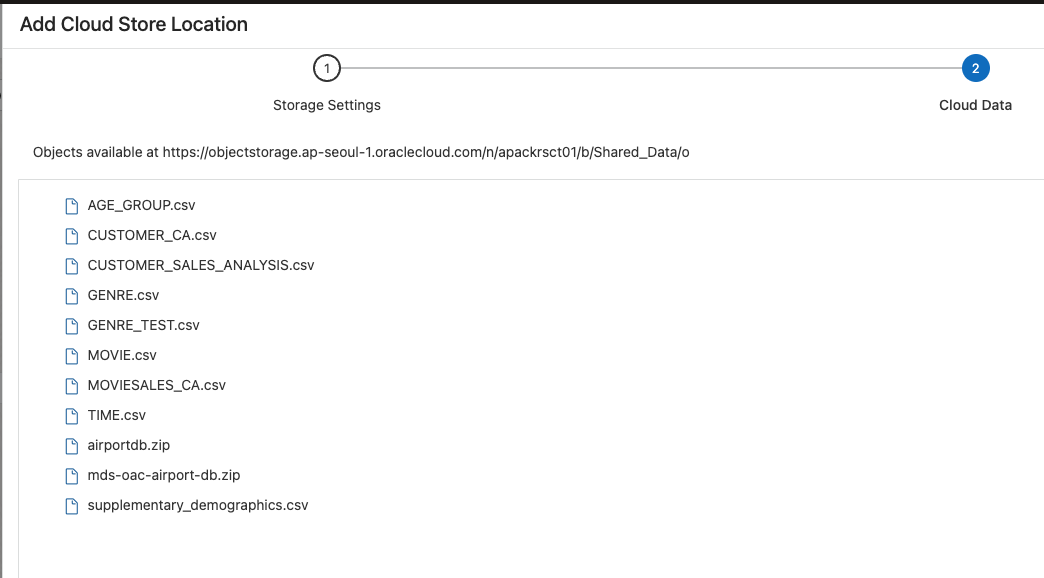 Add Cloud Store Location
1
2
Storage Settings
Cloud Data
Objects available at https://objectstorage.ap-seoul-1.oraclecloud.com/n/apackrsct01/b/Shared_Data/o
AGE_GROUP.csv
CUSTOMER_CA.csv
CUSTOMER_SALES_ANALYSIS.csv
GENRE.csv
GENRE_TEST.csv
MOVIE.csv
MOVIESALES_CA.csv
TIME.csv
airportdb.zip
mds-oac-airport-db.zip
supplementary_demographics.csv